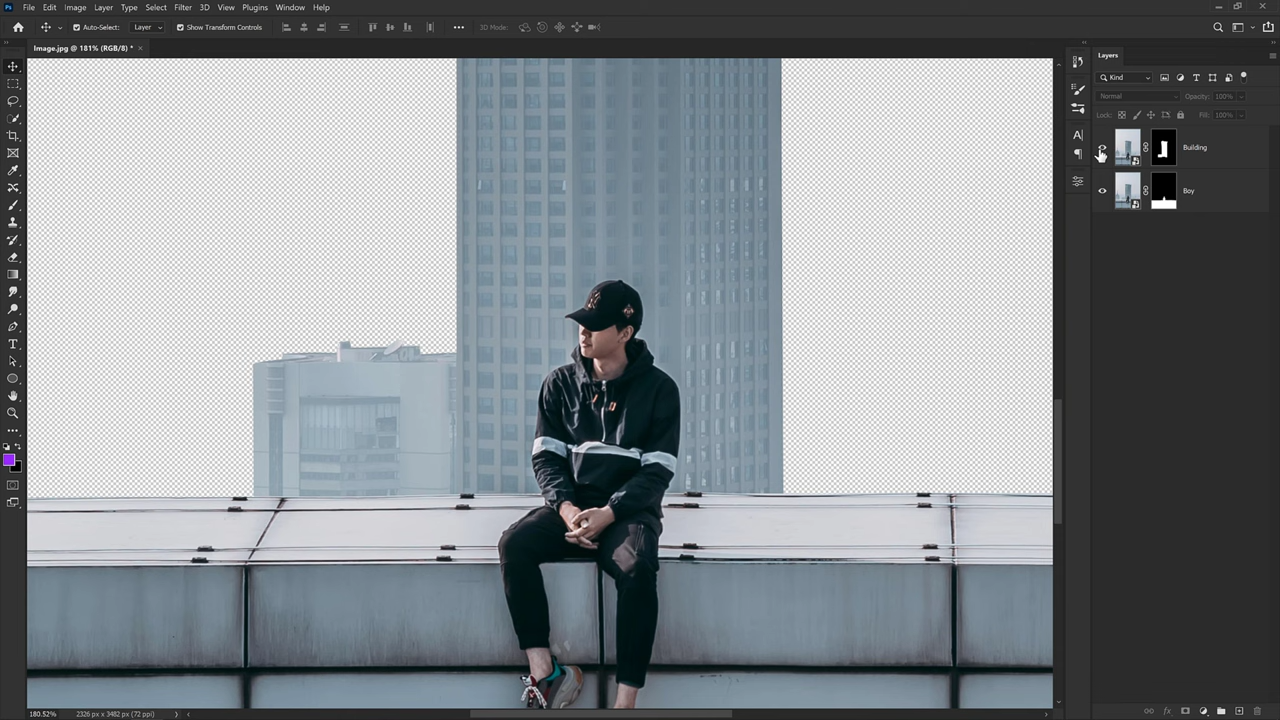 Ps File Edit Image Layer Type Select Filter 3D View Plugins Window Help
Auto-Select: Layer Show Transform Controls 3D Mode:
Image.jpg @ 181% (RGB/8) *
Layers
Kind
Normal Opacity: 100%
Lock: Fill: 100%
Building
Boy
180.52% 2326 px x 3482 px (72 ppi)